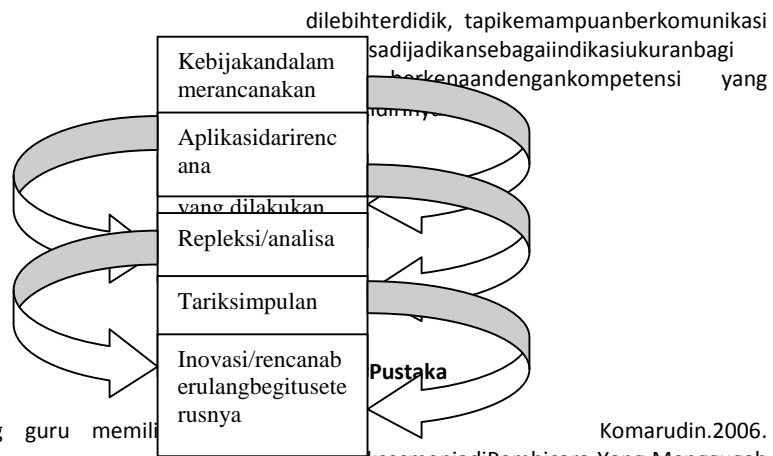 dilebihterdidik, tapikemampuanberkomunikasi
sadijadikansebagaiindikasiukuranbagi
berkenaandengankompetensi yang
Kebijakandalam
merancanakan
Aplikasidarirenc
ana
yang dilakukan
Repleksi/analisa
Tariksimpulan
Inovasi/rencanab
erulangbegitusete
rusnya
Pustaka
guru memili
Komarudin.2006.